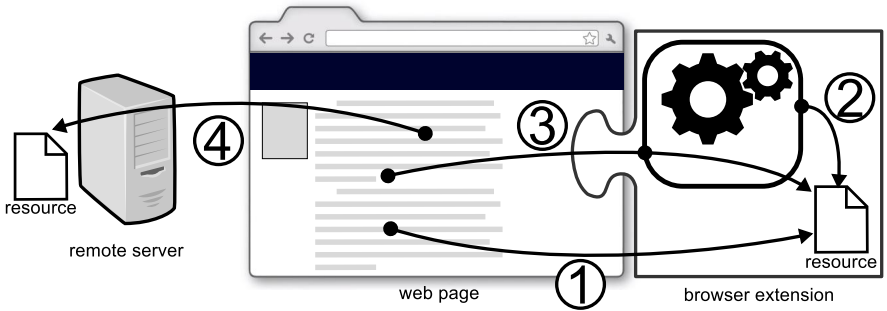 2
3
4
resource
remote server
web page
1
resource
browser extension